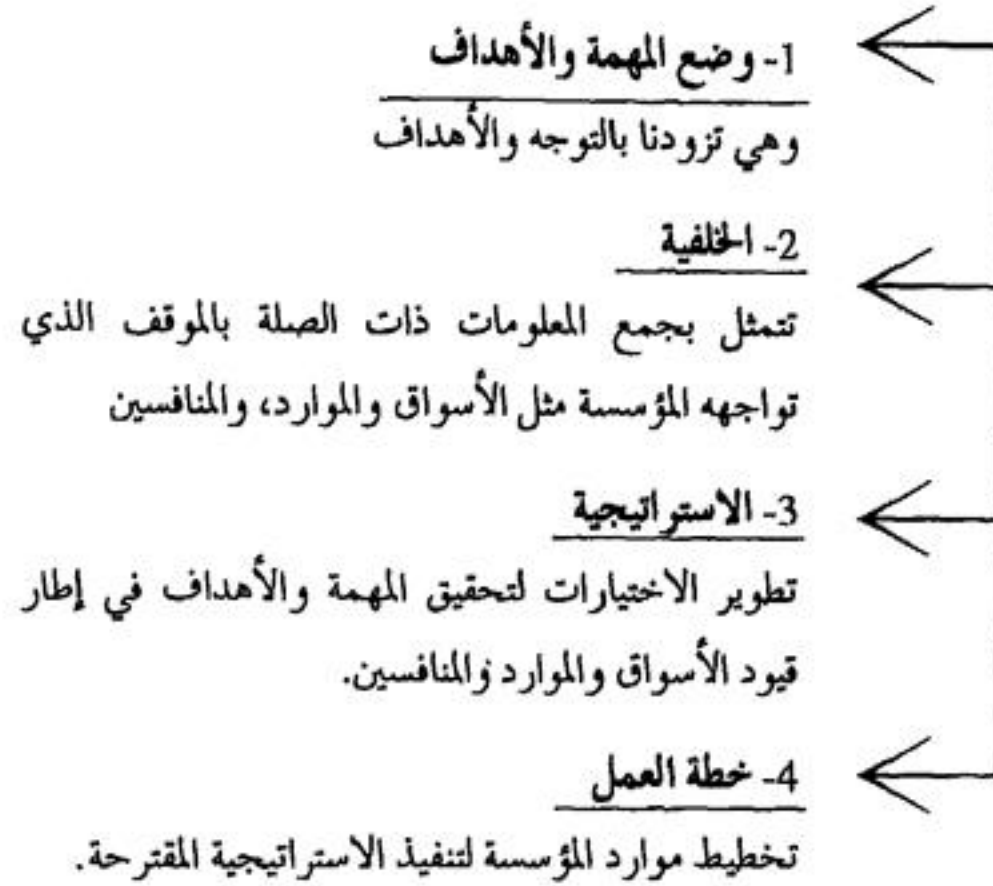 1- وضع المهمة والأهداف
وهي تزودنا بالتوجه والأهداف
2- الخلفية
تتمثل بجمع المعلومات ذات الصلة بالموقف الذي
تواجهه المؤسسة مثل الأسواق والموارد، والمنافسين
3- الاستراتيجية
تطوير الاختيارات لتحقيق المهمة والأهداف في إطار
قيود الأسواق والموارد والمنافسين.
4- خطة العمل
تخطيط موارد المؤسسة لتنفيذ الاستراتيجية المقترحة.